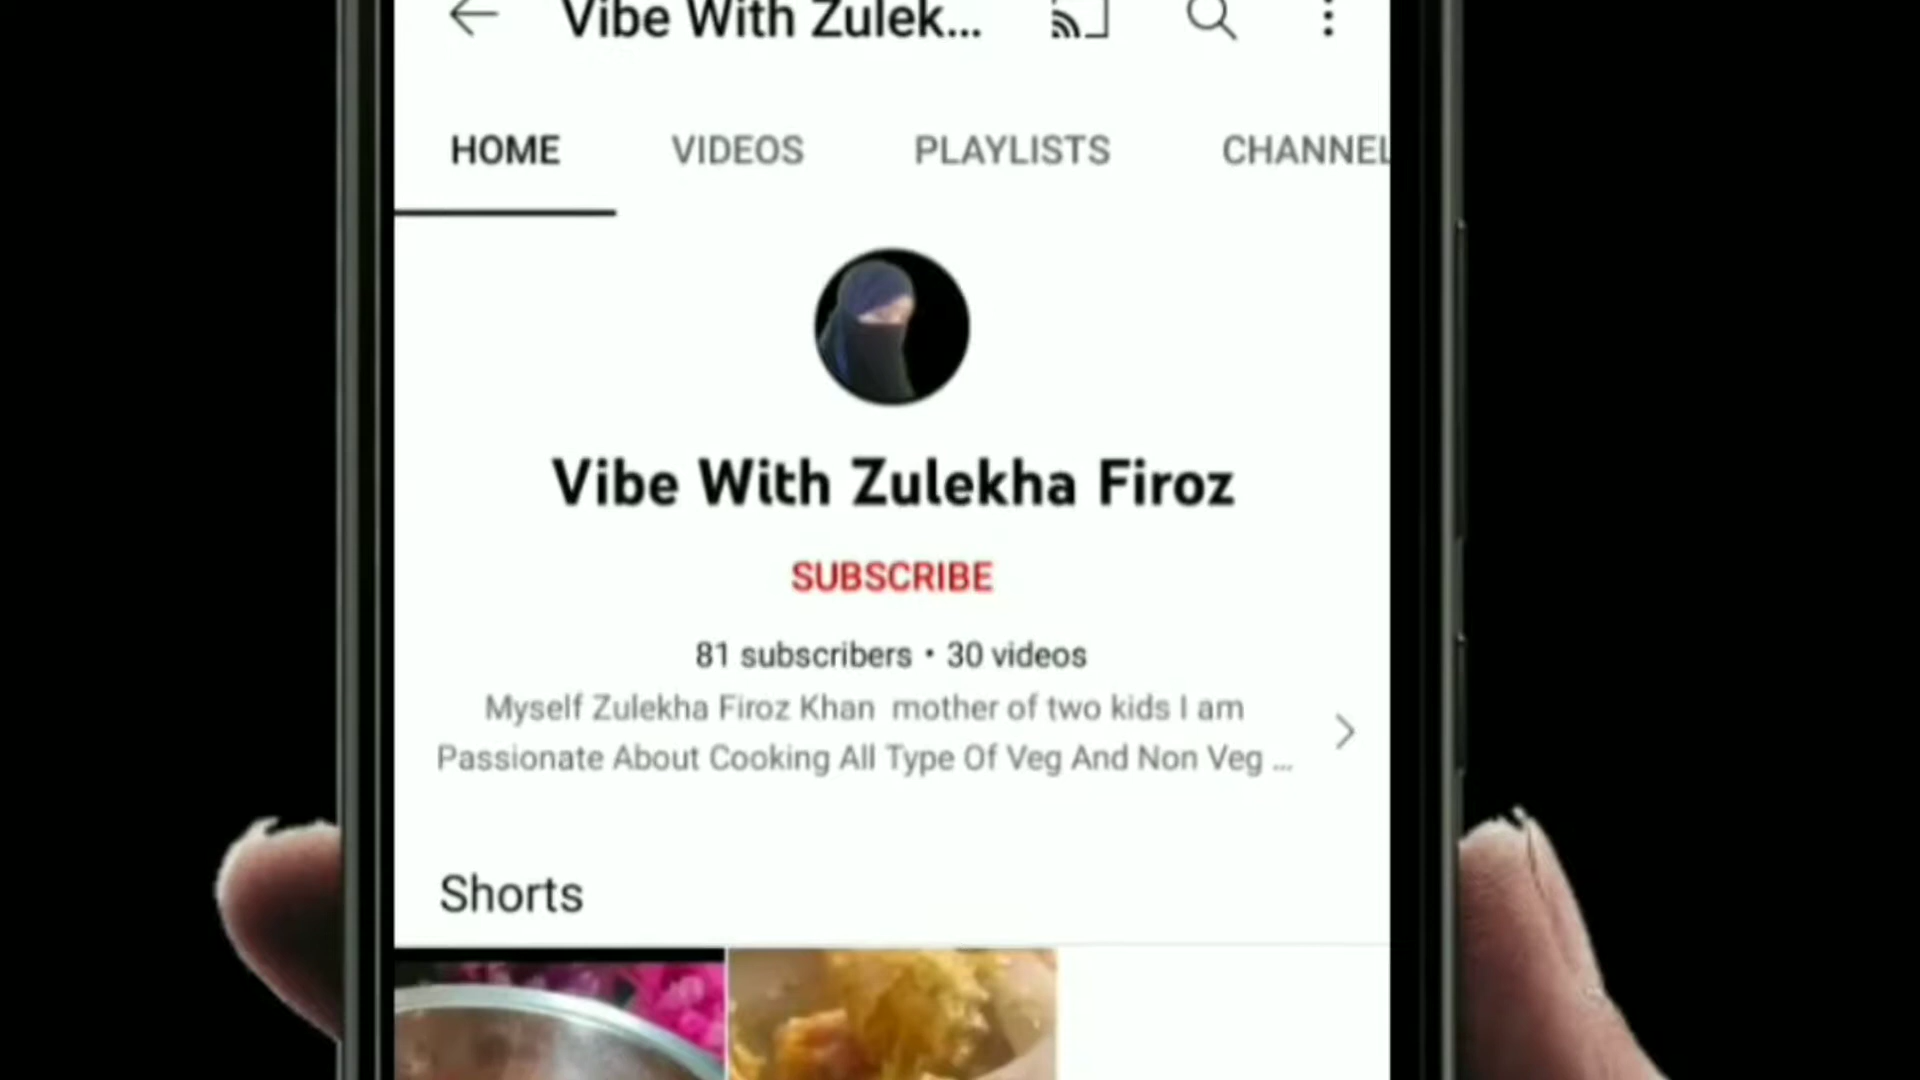 Vibe With Zulek...
HOME VIDEOS PLAYLISTS CHANNEL
Vibe With Zulekha Firoz
SUBSCRIBE
81 subscribers • 30 videos
Myself Zulekha Firoz Khan mother of two kids I am
Passionate About Cooking All Type Of Veg And Non Veg ...
Shorts